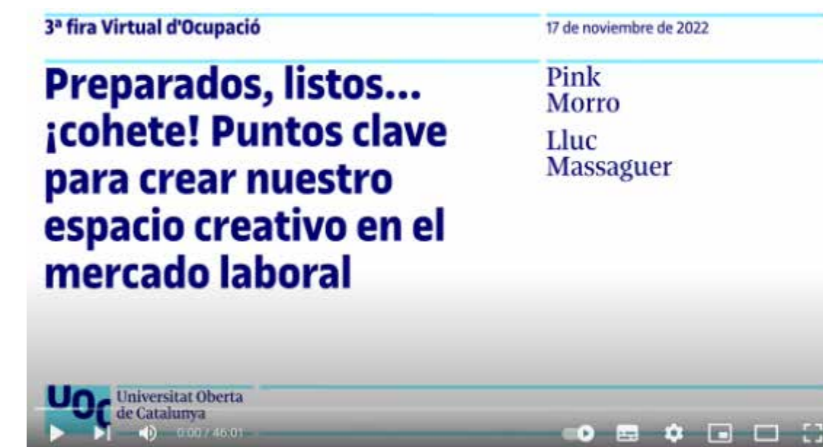 3ª fira Virtual d'Ocupació
17 de noviembre de 2022
Preparados, listos...
¡cohete! Puntos clave
para crear nuestro
espacio creativo en el
mercado laboral
Pink
Morro
Lluc
Massaguer
UOC
Universitat Oberta
de Catalunya
0:00 / 46:01